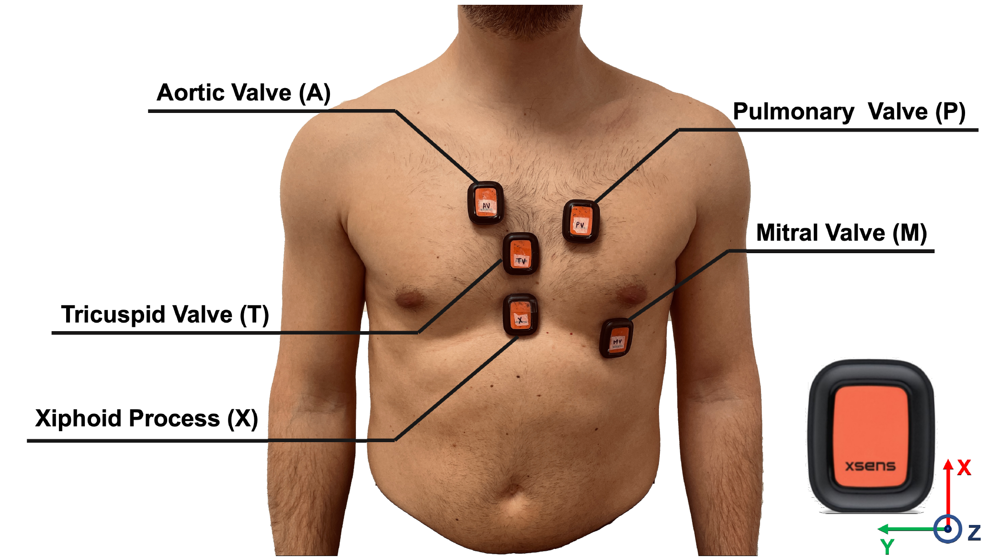 Aortic Valve (A)
Pulmonary Valve (P)
AV
PV
Mitral Valve (M)
TV
Tricuspid Valve (T)
X
MV
Xiphoid Process (X)
xsens
X
Z
Y